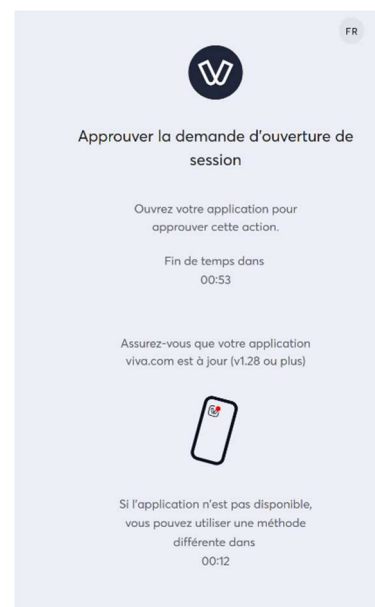 FR
Approuver la demande d'ouverture de
session
Ouvrez votre application pour
approuver cette action.
Fin de temps dans
00:53
Assurez-vous que votre application
viva.com est à jour (v1.28 ou plus)
Si l'application n'est pas disponible,
vous pouvez utiliser une méthode
différente dans
00:12